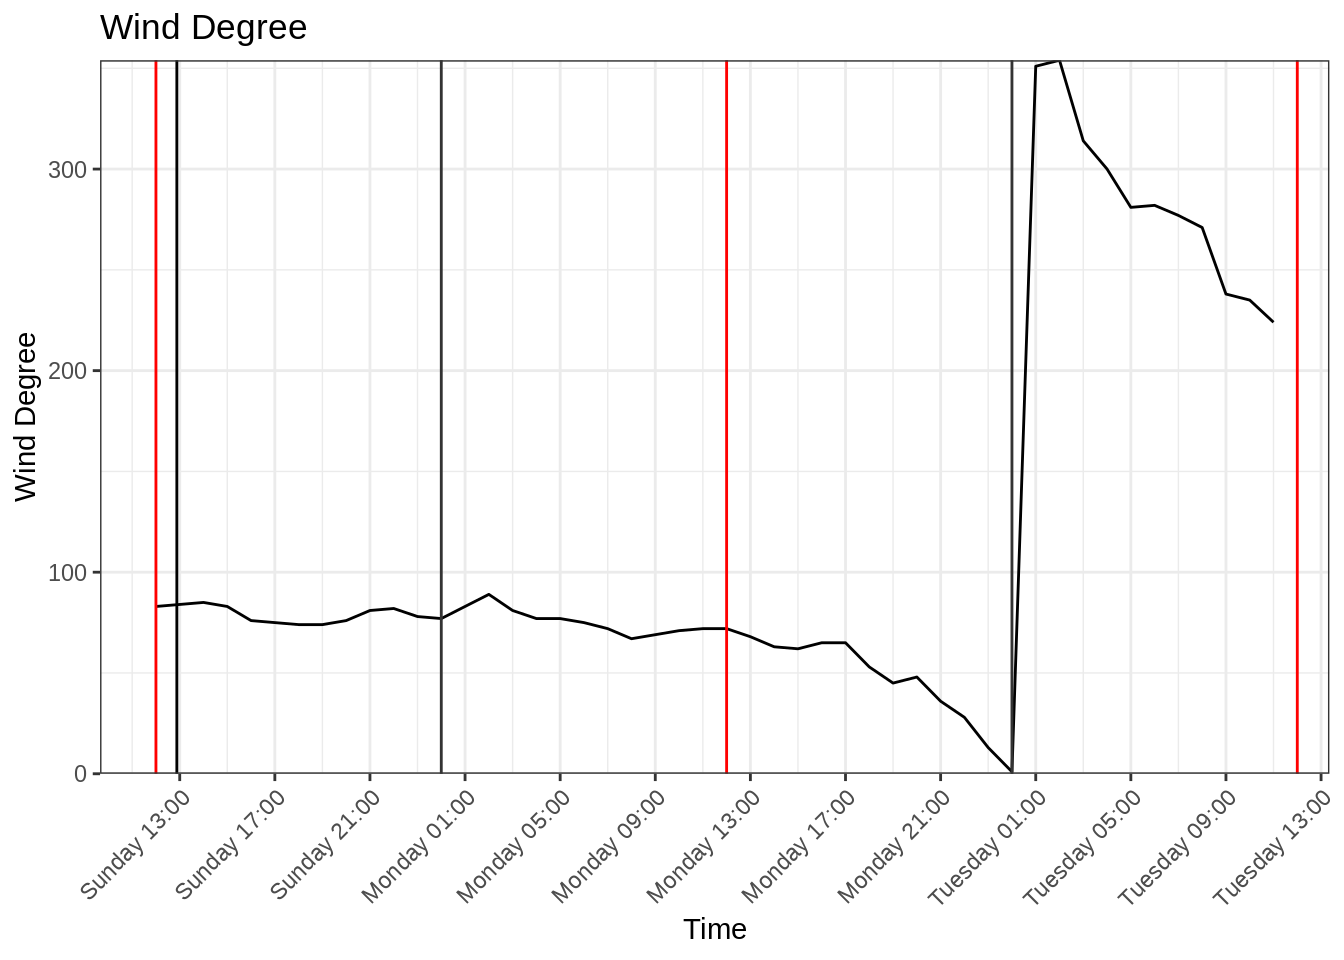 Wind Degree
Wind Degree
300
200
100
0
Sunday 13:00
Sunday 17:00
Sunday 21:00
Monday 01:00
Monday 05:00
Monday 09:00
Monday 13:00
Monday 17:00
Monday 21:00
Tuesday 01:00
Tuesday 05:00
Tuesday 09:00
Tuesday 13:00
Time